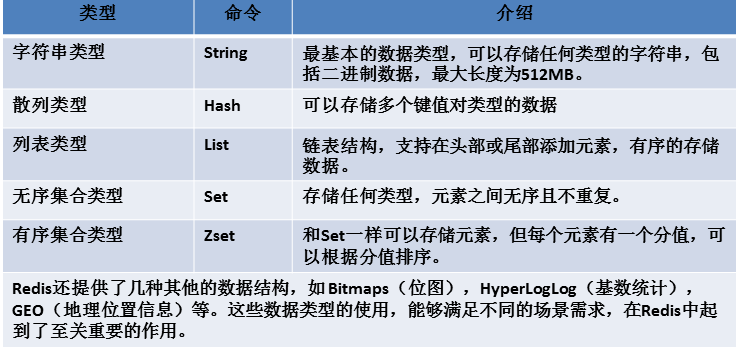 类型 命令 介绍
字符串类型 String 最基本的数据类型，可以存储任何类型的字符串，包
括二进制数据，最大长度为512MB。
散列类型 Hash 可以存储多个键值对类型的数据
列表类型 List 链表结构，支持在头部或尾部添加元素，有序的存储
数据。
无序集合类型 Set 存储任何类型，元素之间无序且不重复。
有序集合类型 Zset 和Set一样可以存储元素，但每个元素有一个分值，可
以根据分值排序。
Redis还提供了几种其他的数据结构，如Bitmaps（位图），HyperLogLog（基数统计），
GEO（地理位置信息）等。这些数据类型的使用，能够满足不同的场景需求，在Redis中起
到了至关重要的作用。